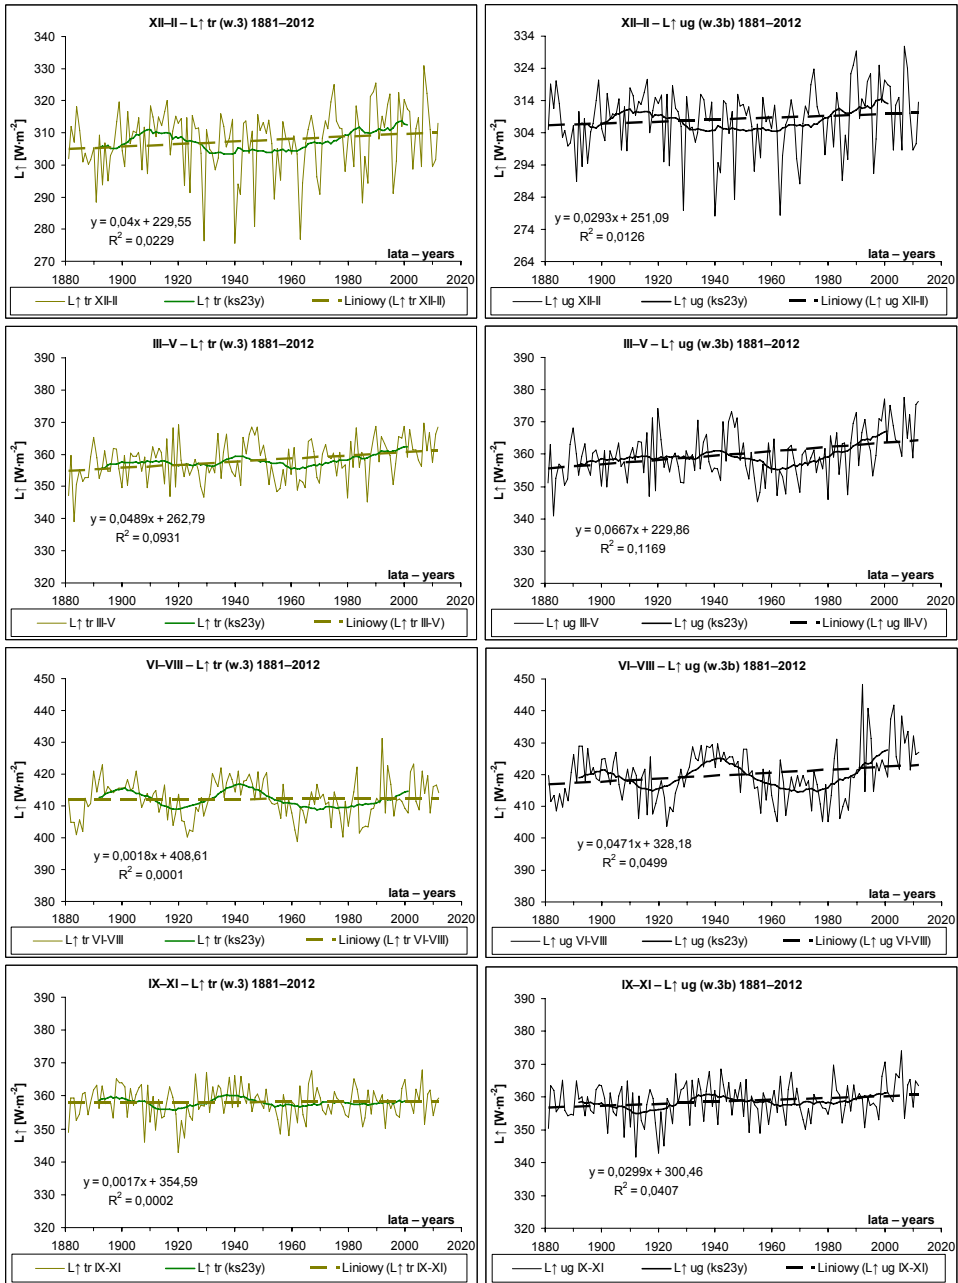 XII–II – L↑ tr (w.3) 1881–2012
340
330
320
310
300
290
280
270
L↑ [W·m-2]
y = 0,04x + 229,55
R2 = 0,0229
lata – years
1880 1900 1920 1940 1960 1980 2000 2020
L↑ tr XII-II L↑ tr (ks23y) Liniowy (L↑ tr XII-II)
XII–II – L↑ ug (w.3b) 1881–2012
334
324
314
304
294
284
274
264
L↑ [W·m-2]
y = 0,0293x + 251,09
R2 = 0,0126
lata – years
1880 1900 1920 1940 1960 1980 2000 2020
L↑ ug XII-II L↑ ug (ks23y) Liniowy (L↑ ug XII-II)
III–V – L↑ tr (w.3) 1881–2012
390
380
370
360
350
340
330
320
L↑ [W·m-2]
y = 0,0489x + 262,79
R2 = 0,0931
lata – years
1880 1900 1920 1940 1960 1980 2000 2020
L↑ tr III-V L↑ tr (ks23y) Liniowy (L↑ tr III-V)
III–V – L↑ ug (w.3b) 1881–2012
390
380
370
360
350
340
330
320
L↑ [W·m-2]
y = 0,0667x + 229,86
R2 = 0,1169
lata – years
1880 1900 1920 1940 1960 1980 2000 2020
L↑ ug III-V L↑ ug (ks23y) Liniowy (L↑ ug III-V)
VI–VIII – L↑ tr (w.3) 1881–2012
450
440
430
420
410
400
390
380
L↑ [W·m-2]
y = 0,0018x + 408,61
R2 = 0,0001
lata – years
1880 1900 1920 1940 1960 1980 2000 2020
L↑ tr VI-VIII L↑ tr (ks23y) Liniowy (L↑ tr VI-VIII)
VI–VIII – L↑ ug (w.3b) 1881–2012
450
440
430
420
410
400
390
380
L↑ [W·m-2]
y = 0,0471x + 328,18
R2 = 0,0499
lata – years
1880 1900 1920 1940 1960 1980 2000 2020
L↑ ug VI-VIII L↑ ug (ks23y) Liniowy (L↑ ug VI-VIII)
IX–XI – L↑ tr (w.3) 1881–2012
390
380
370
360
350
340
330
320
L↑ [W·m-2]
y = 0,0017x + 354,59
R2 = 0,0002
lata – years
1880 1900 1920 1940 1960 1980 2000 2020
L↑ tr IX-XI L↑ tr (ks23y) Liniowy (L↑ tr IX-XI)
IX–XI – L↑ ug (w.3b) 1881–2012
390
380
370
360
350
340
330
320
L↑ [W·m-2]
y = 0,0299x + 300,46
R2 = 0,0407
lata – years
1880 1900 1920 1940 1960 1980 2000 2020
L↑ ug IX-XI L↑ ug (ks23y) Liniowy (L↑ ug IX-XI)